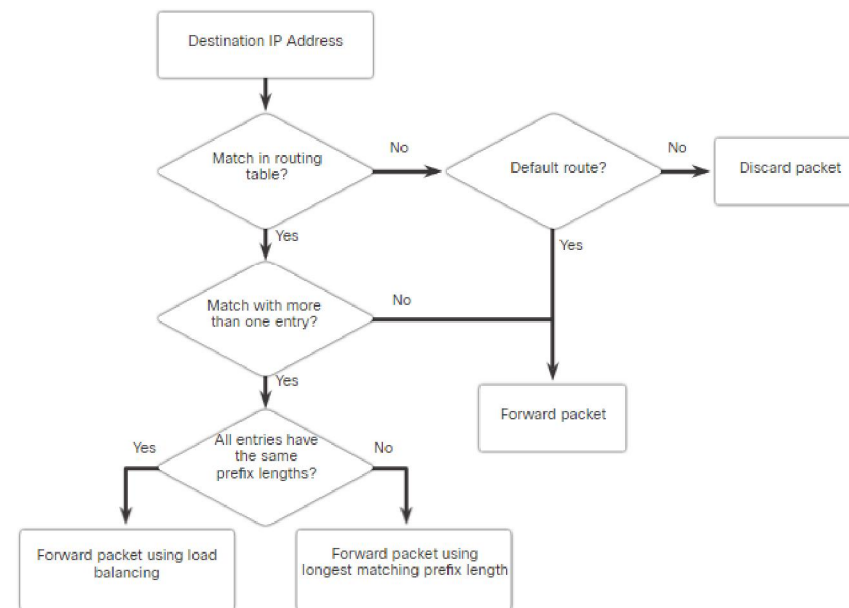 Destination IP Address
Match in routing
table?
No
Default route?
No
Discard packet
Yes
Yes
Match with more
than one entry?
No
Forward packet
Yes
All entries have
the same
prefix lengths?
Yes
No
Forward packet using load
balancing
Forward packet using
longest matching prefix length